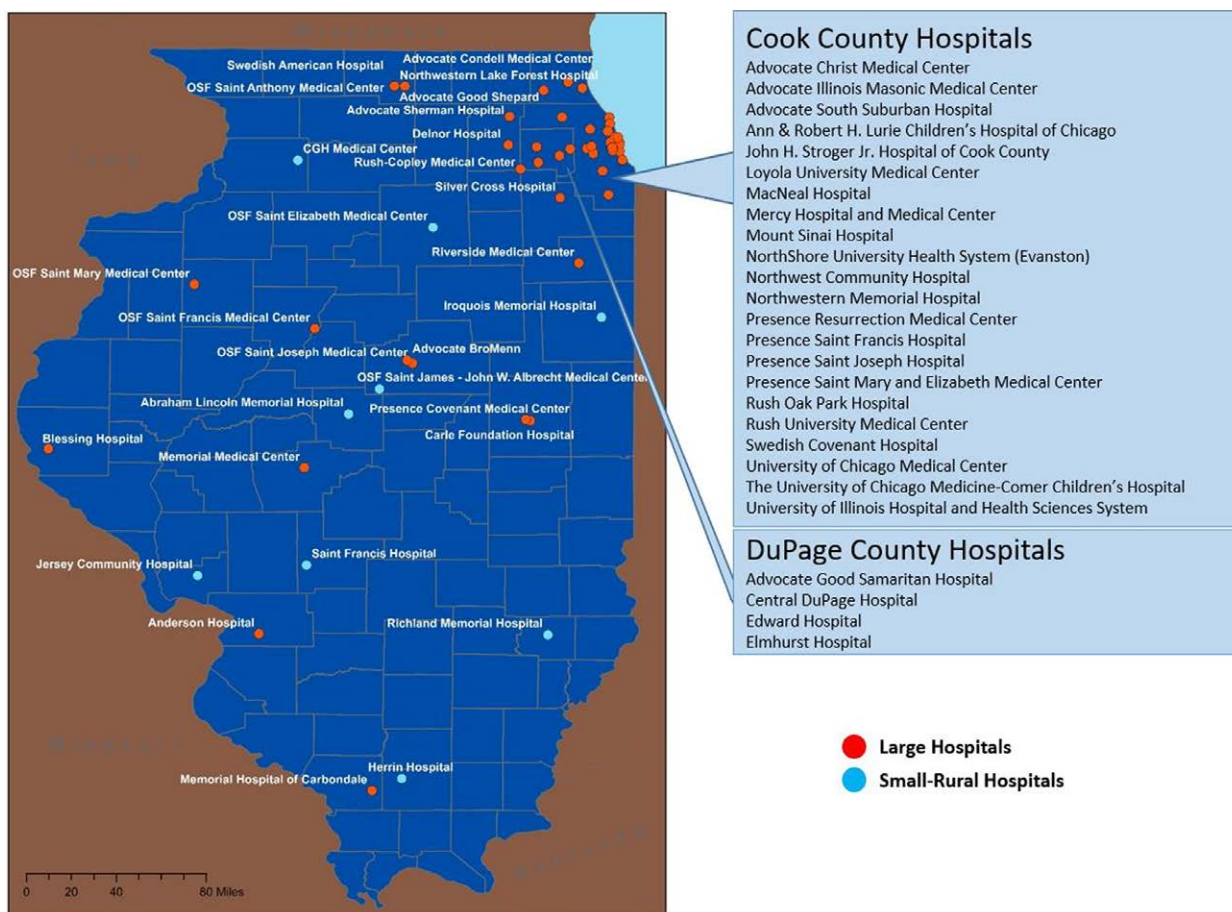 Advocate Condell Medical Center
Swedish American Hospital
Northwestern Lake Forest Hospital
OSF Saint Anthony Medical Center
Advocate Good Shepard
Advocate Sherman Hospital
Delnor Hospital
CGH Medical Center
Rush-Copley Medical Center
Silver Cross Hospital
OSF Saint Elizabeth Medical Center
Riverside Medical Center
OSF Saint Mary Medical Center
Iroquois Memorial Hospital
OSF Saint Francis Medical Center
OSF Saint Joseph Medical Center
Advocate BroMenn
OSF Saint James - John W. Albrecht Medical Center
Abraham Lincoln Memorial Hospital
Presence Covenant Medical Center
Carle Foundation Hospital
Blessing Hospital
Memorial Medical Center
Saint Francis Hospital
Jersey Community Hospital
Anderson Hospital
Richland Memorial Hospital
Herrin Hospital
Memorial Hospital of Carbondale
0 20 40 80 Miles
Cook County Hospitals
Advocate Christ Medical Center
Advocate Illinois Masonic Medical Center
Advocate South Suburban Hospital
Ann & Robert H. Lurie Children's Hospital of Chicago
John H. Stroger Jr. Hospital of Cook County
Loyola University Medical Center
MacNeal Hospital
Mercy Hospital and Medical Center
Mount Sinai Hospital
NorthShore University Health System (Evanston)
Northwest Community Hospital
Northwestern Memorial Hospital
Presence Resurrection Medical Center
Presence Saint Francis Hospital
Presence Saint Joseph Hospital
Presence Saint Mary and Elizabeth Medical Center
Rush Oak Park Hospital
Rush University Medical Center
Swedish Covenant Hospital
University of Chicago Medical Center
The University of Chicago Medicine-Comer Children's Hospital
University of Illinois Hospital and Health Sciences System
DuPage County Hospitals
Advocate Good Samaritan Hospital
Central DuPage Hospital
Edward Hospital
Elmhurst Hospital
Large Hospitals
Small-Rural Hospitals